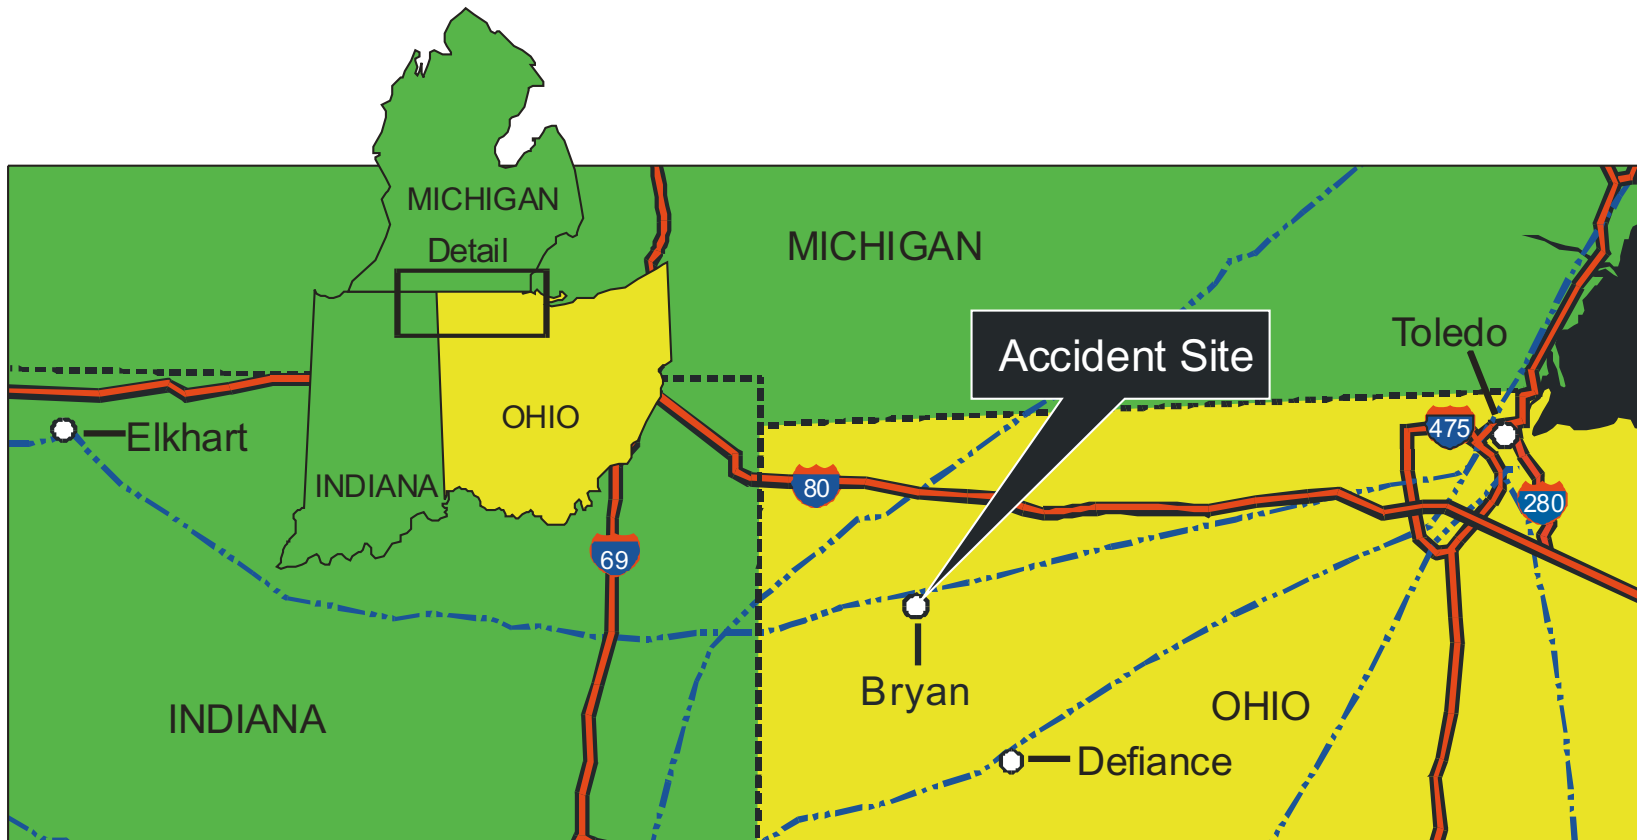 MICHIGAN
Detail
MICHIGAN
Toledo
Accident Site
OHIO
Elkhart
475
INDIANA
80
280
69
Bryan
INDIANA
OHIO
Defiance